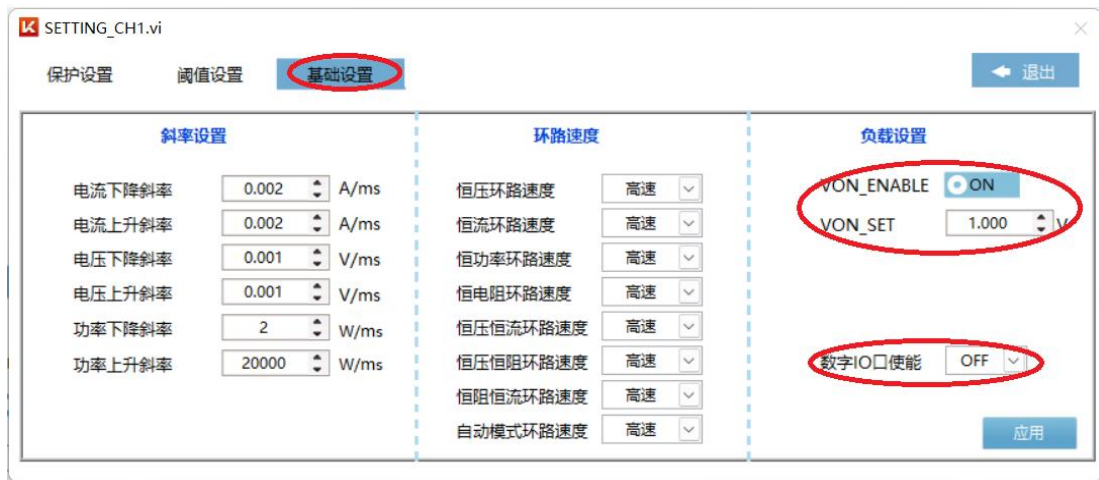 SETTING_CH1.vi
保护设置 阈值设置 基础设置 退出
斜率设置
电流下降斜率 0.002 A/ms
电流上升斜率 0.002 A/ms
电压下降斜率 0.001 V/ms
电压上升斜率 0.001 V/ms
功率下降斜率 2 W/ms
功率上升斜率 20000 W/ms
环路速度
恒压环路速度 高速
恒流环路速度 高速
恒功率环路速度 高速
恒电阻环路速度 高速
恒压恒流环路速度 高速
恒压恒阻环路速度 高速
恒阻恒流环路速度 高速
自动模式环路速度 高速
负载设置
VON_ENABLE ON
VON_SET 1.000 V
数字IO口使能 OFF
应用